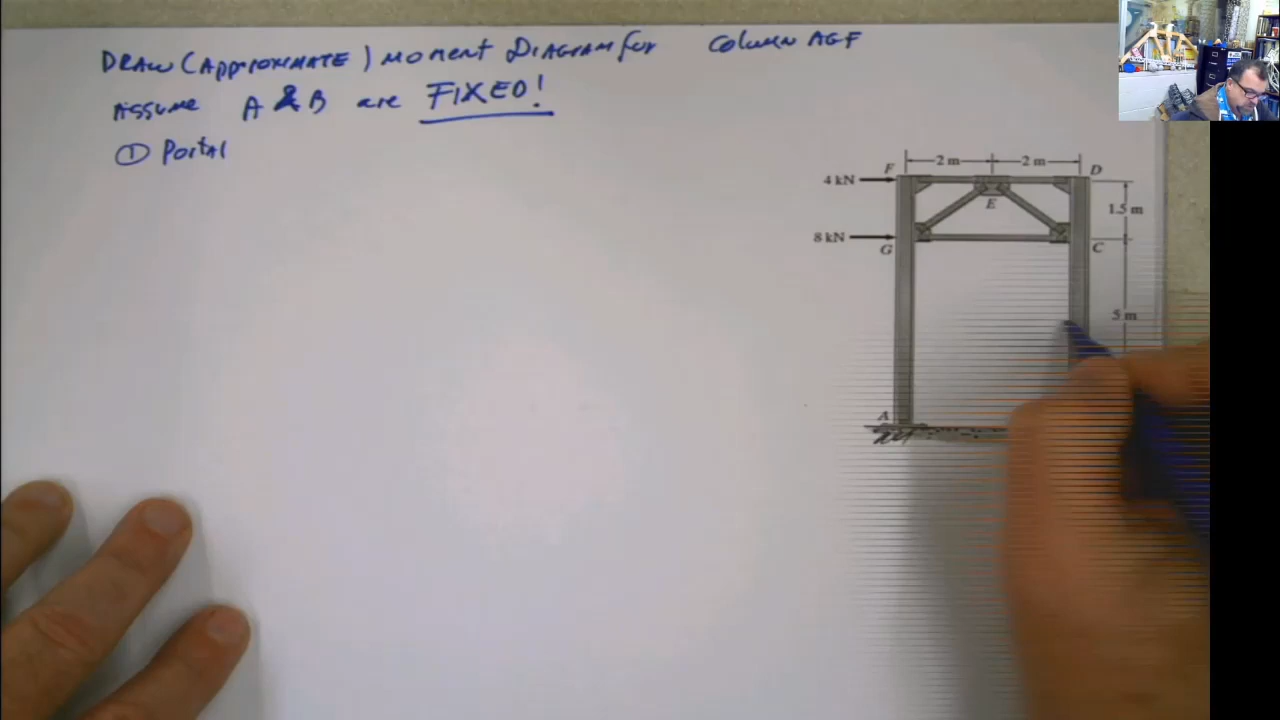 DRAW (APPROXIMATE) MOMENT DIAGRAM for COLUMN AGF
ASSUME A & B are FIXED!
① Portal
2 m 2 m
F D
4 kN
E
1.5 m
8 kN
G C
5 m
A